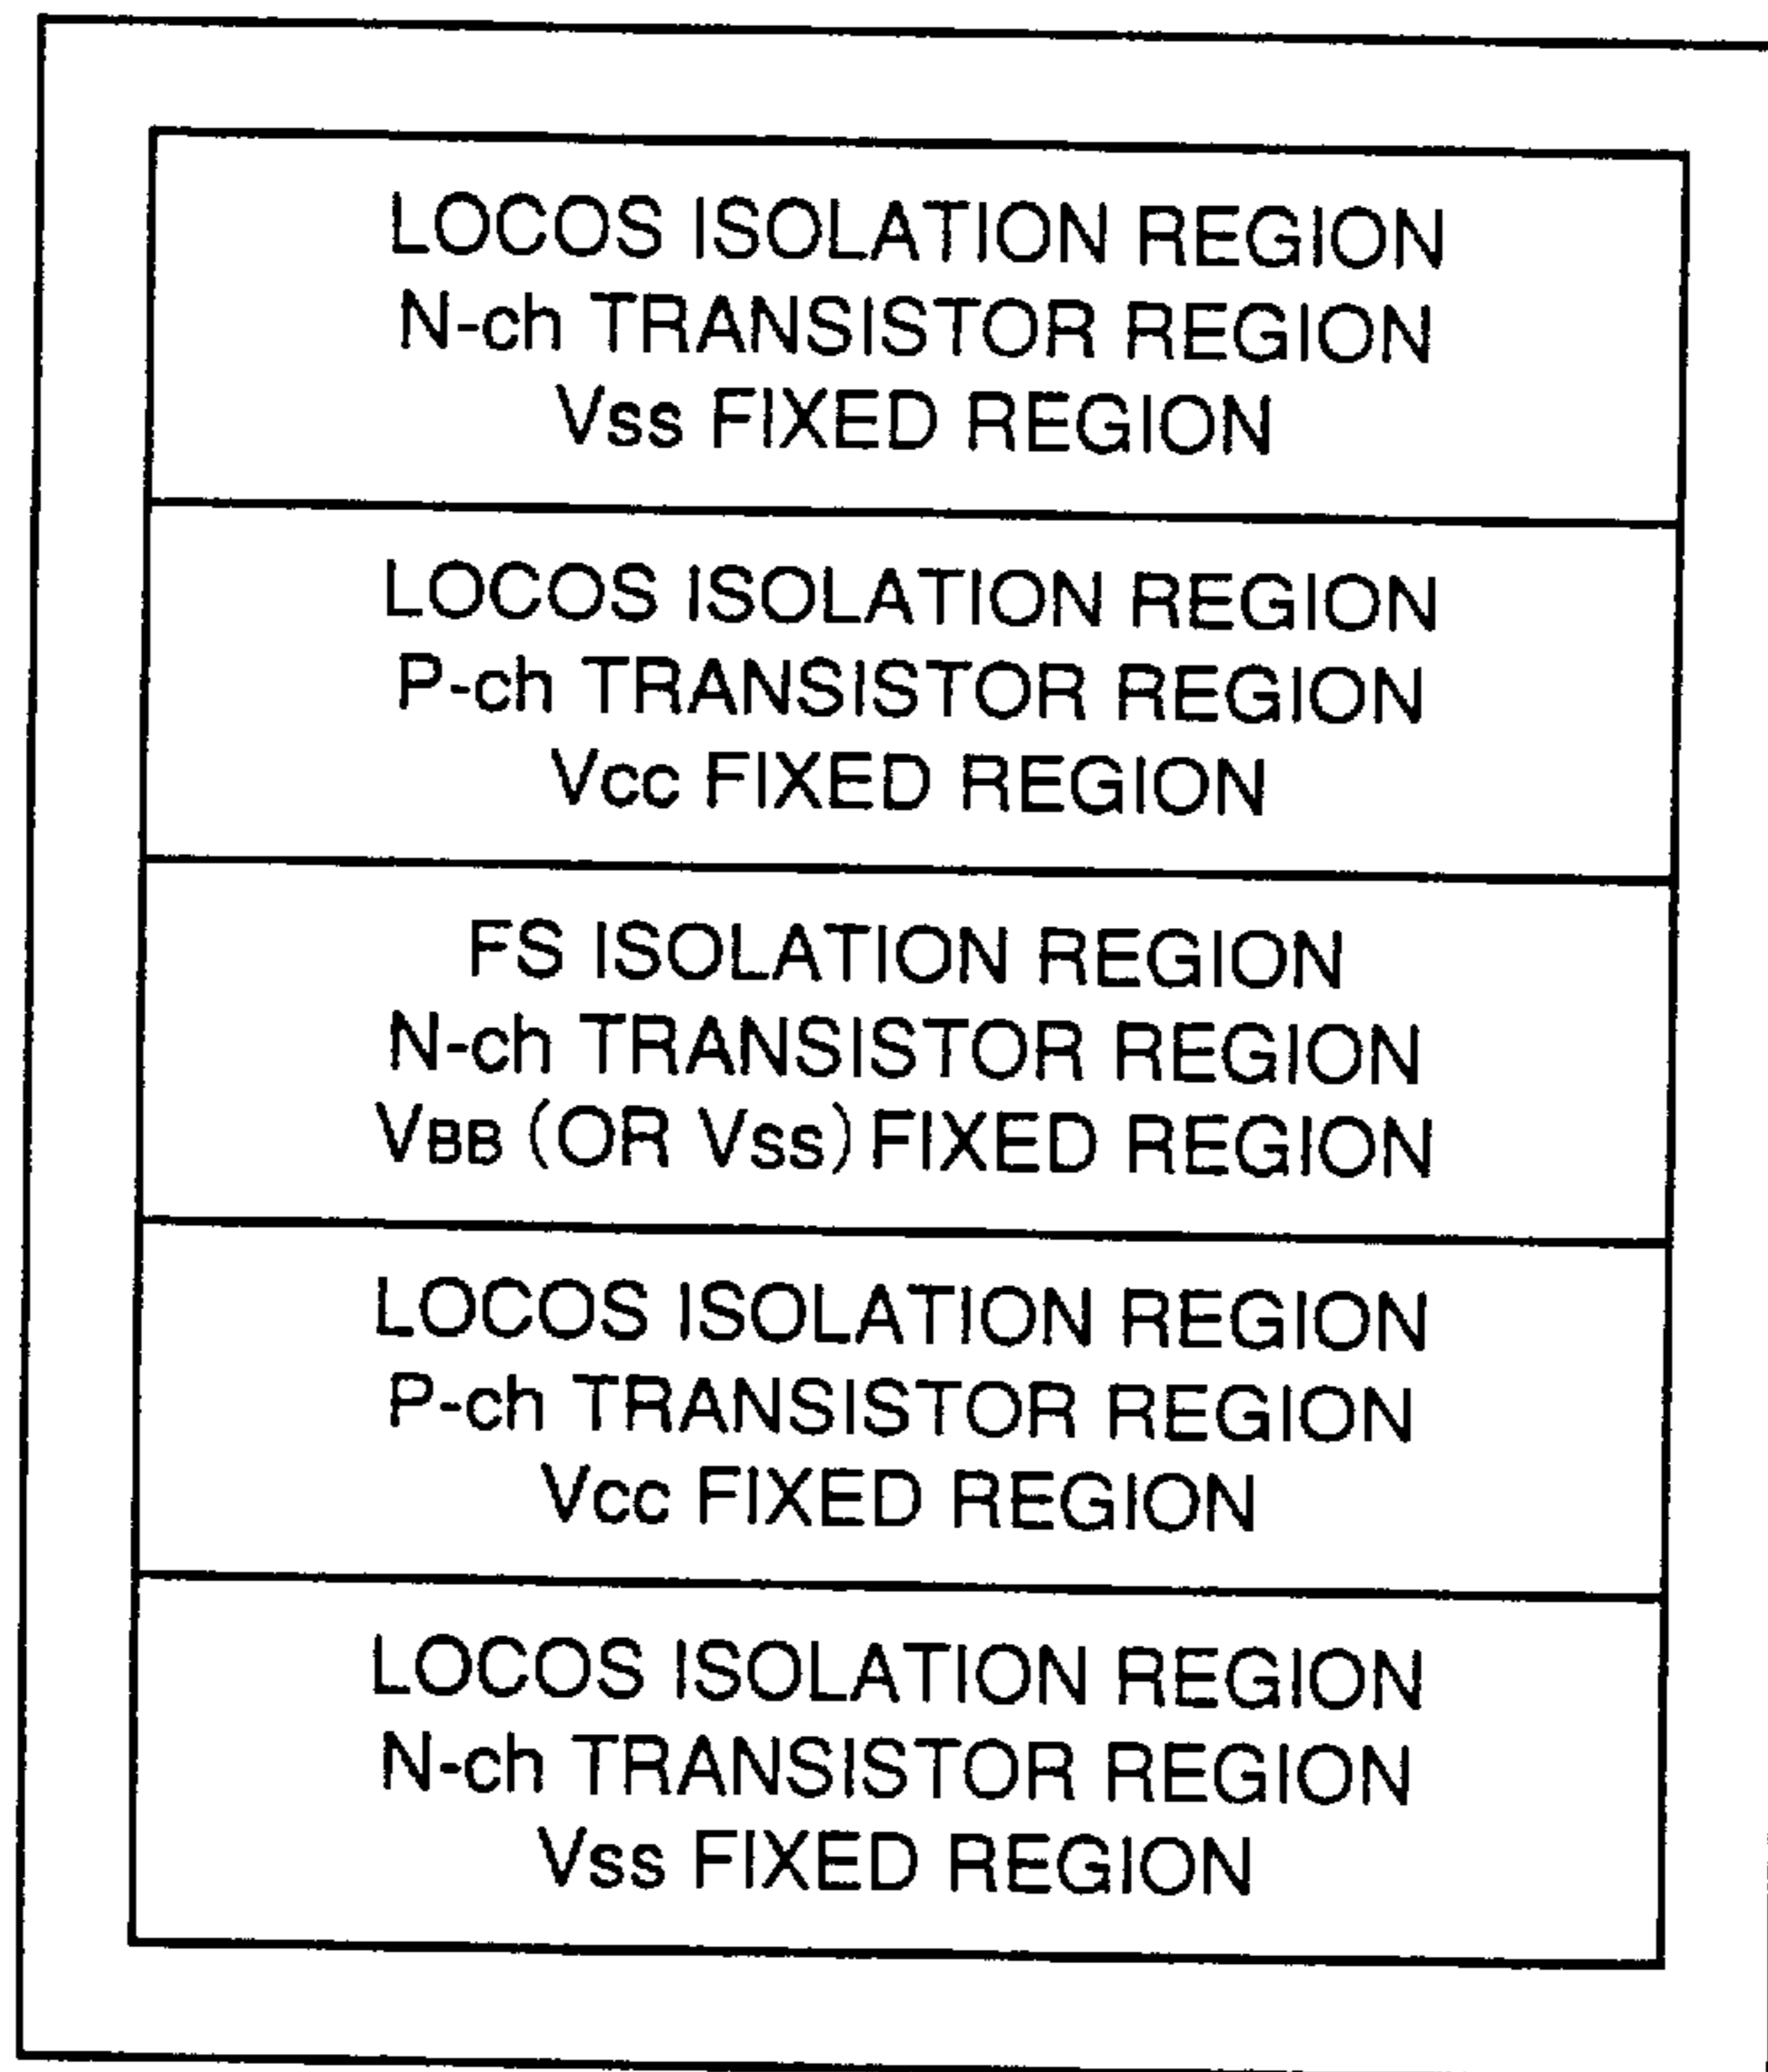 LOCOS ISOLATION REGION
N-ch TRANSISTOR REGION
Vss FIXED REGION
LOCOS ISOLATION REGION
P-ch TRANSISTOR REGION
Vcc FIXED REGION
FS ISOLATION REGION
N-ch TRANSISTOR REGION
VBB (OR Vss) FIXED REGION
LOCOS ISOLATION REGION
P-ch TRANSISTOR REGION
Vcc FIXED REGION
LOCOS ISOLATION REGION
N-ch TRANSISTOR REGION
Vss FIXED REGION